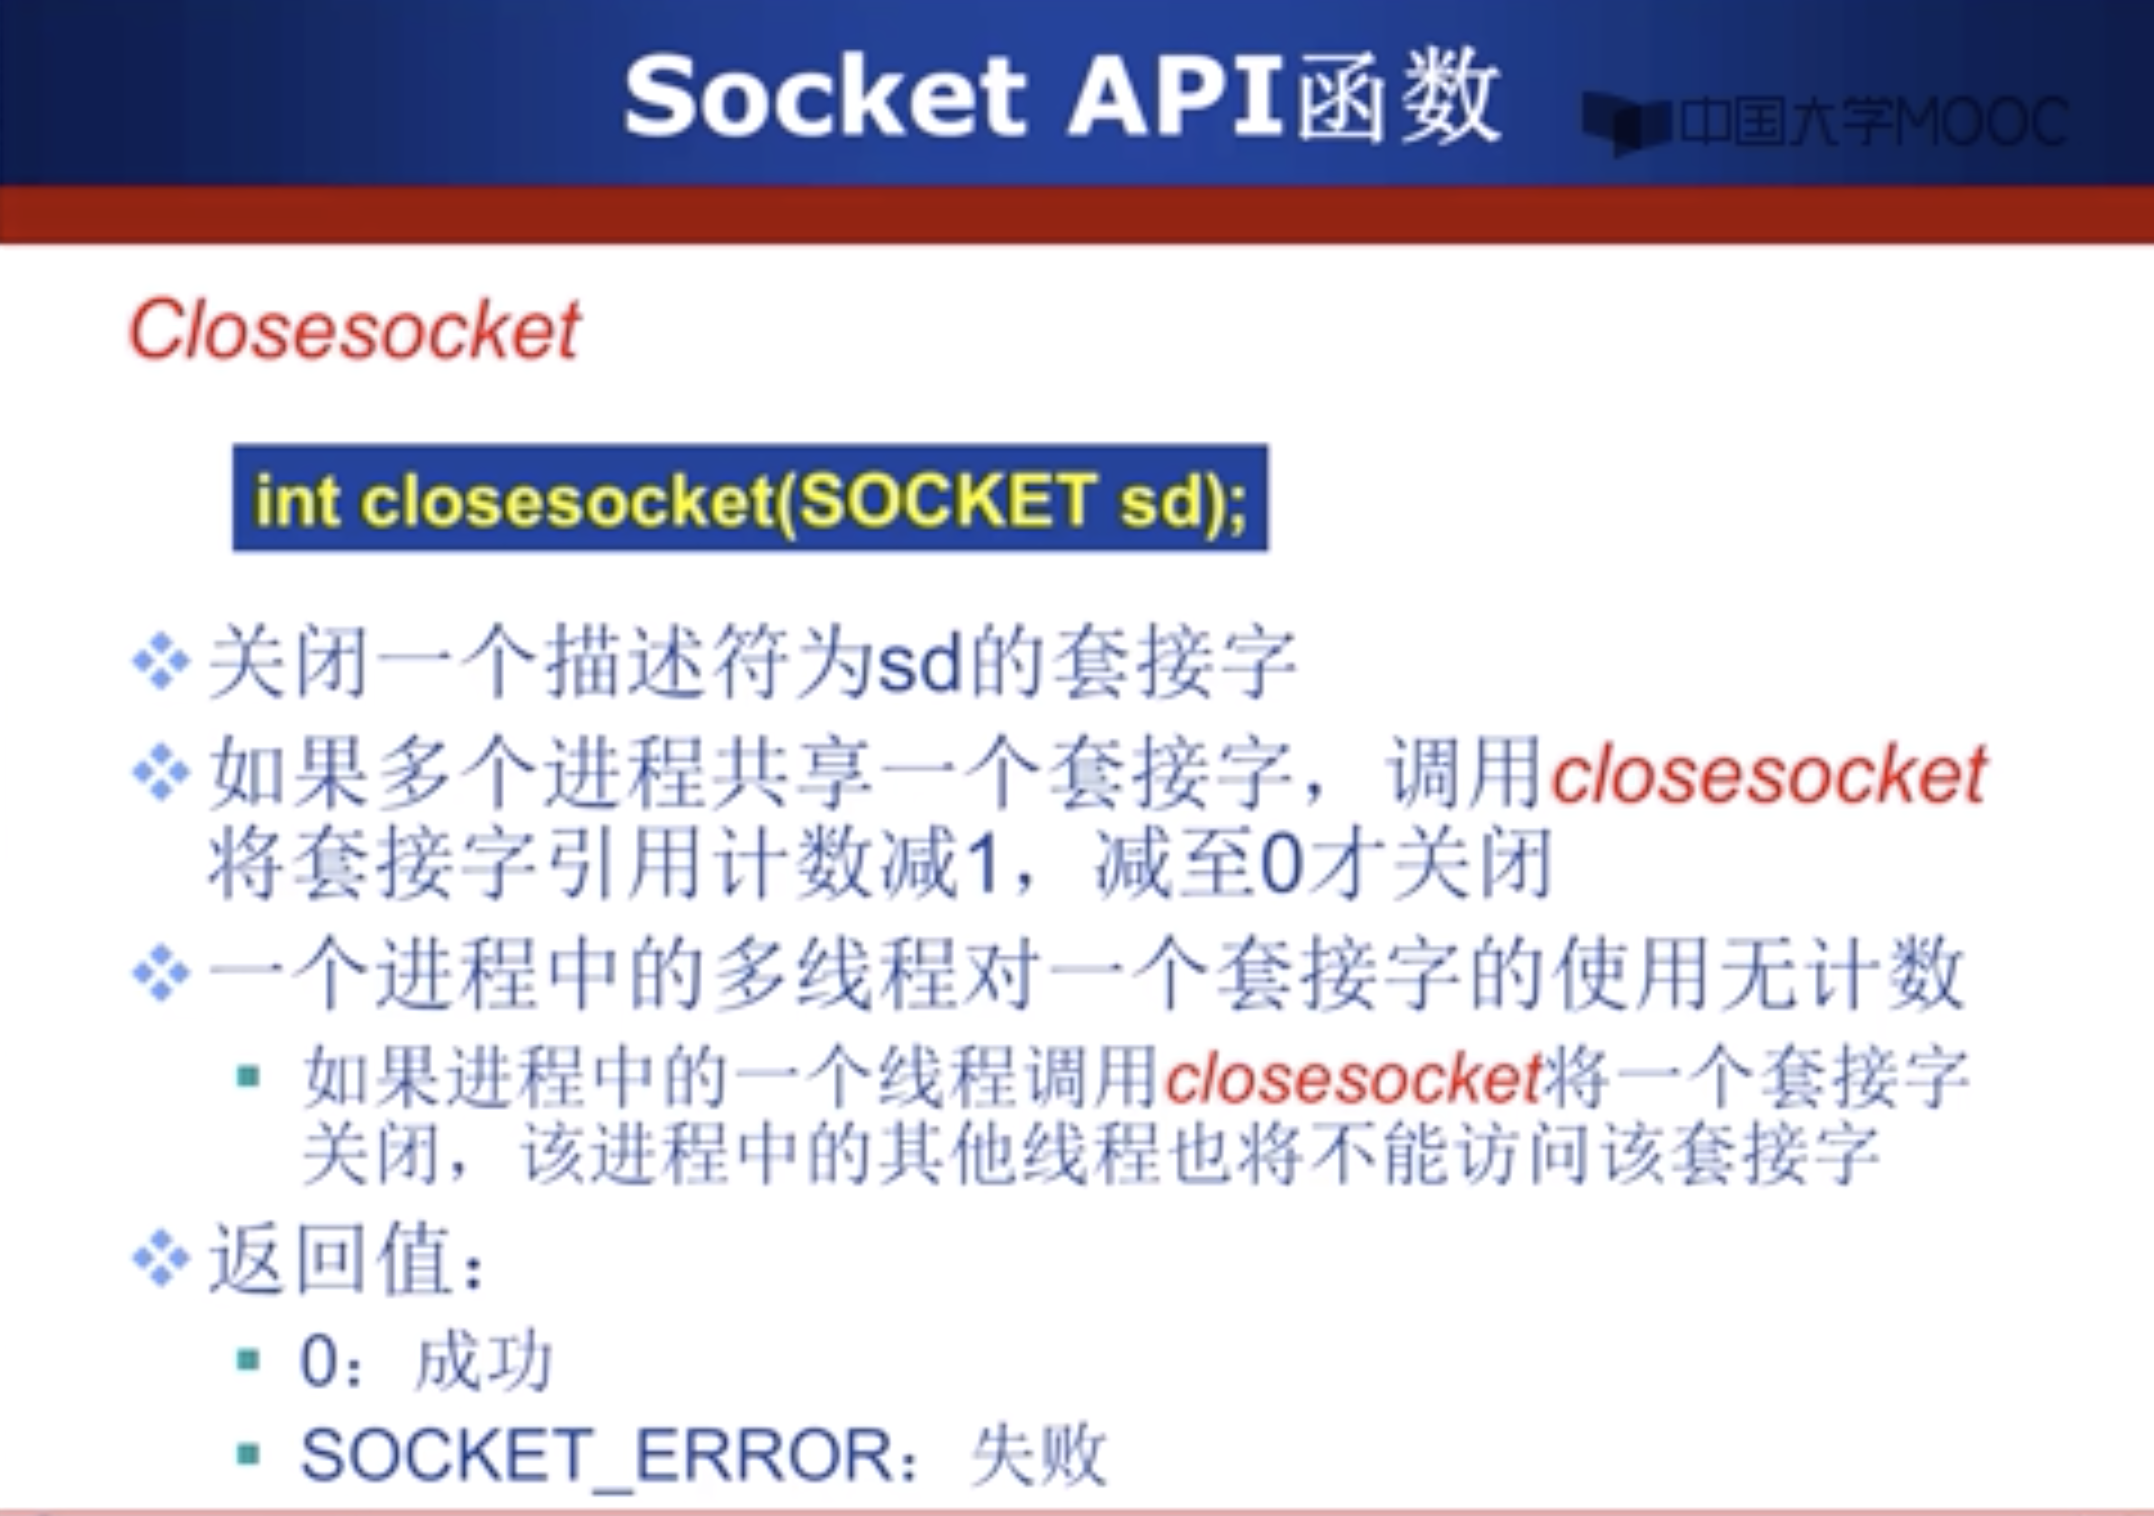 Socket API函数
中国大学MOOC
Closesocket
int closesocket(SOCKET sd);
关闭一个描述符为sd的套接字
如果多个进程共享一个套接字，调用closesocket
将套接字引用计数减1，减至0才关闭
一个进程中的多线程对一个套接字的使用无计数
如果进程中的一个线程调用closesocket将一个套接字
关闭，该进程中的其他线程也将不能访问该套接字
返回值：
0：成功
SOCKET_ERROR：失败